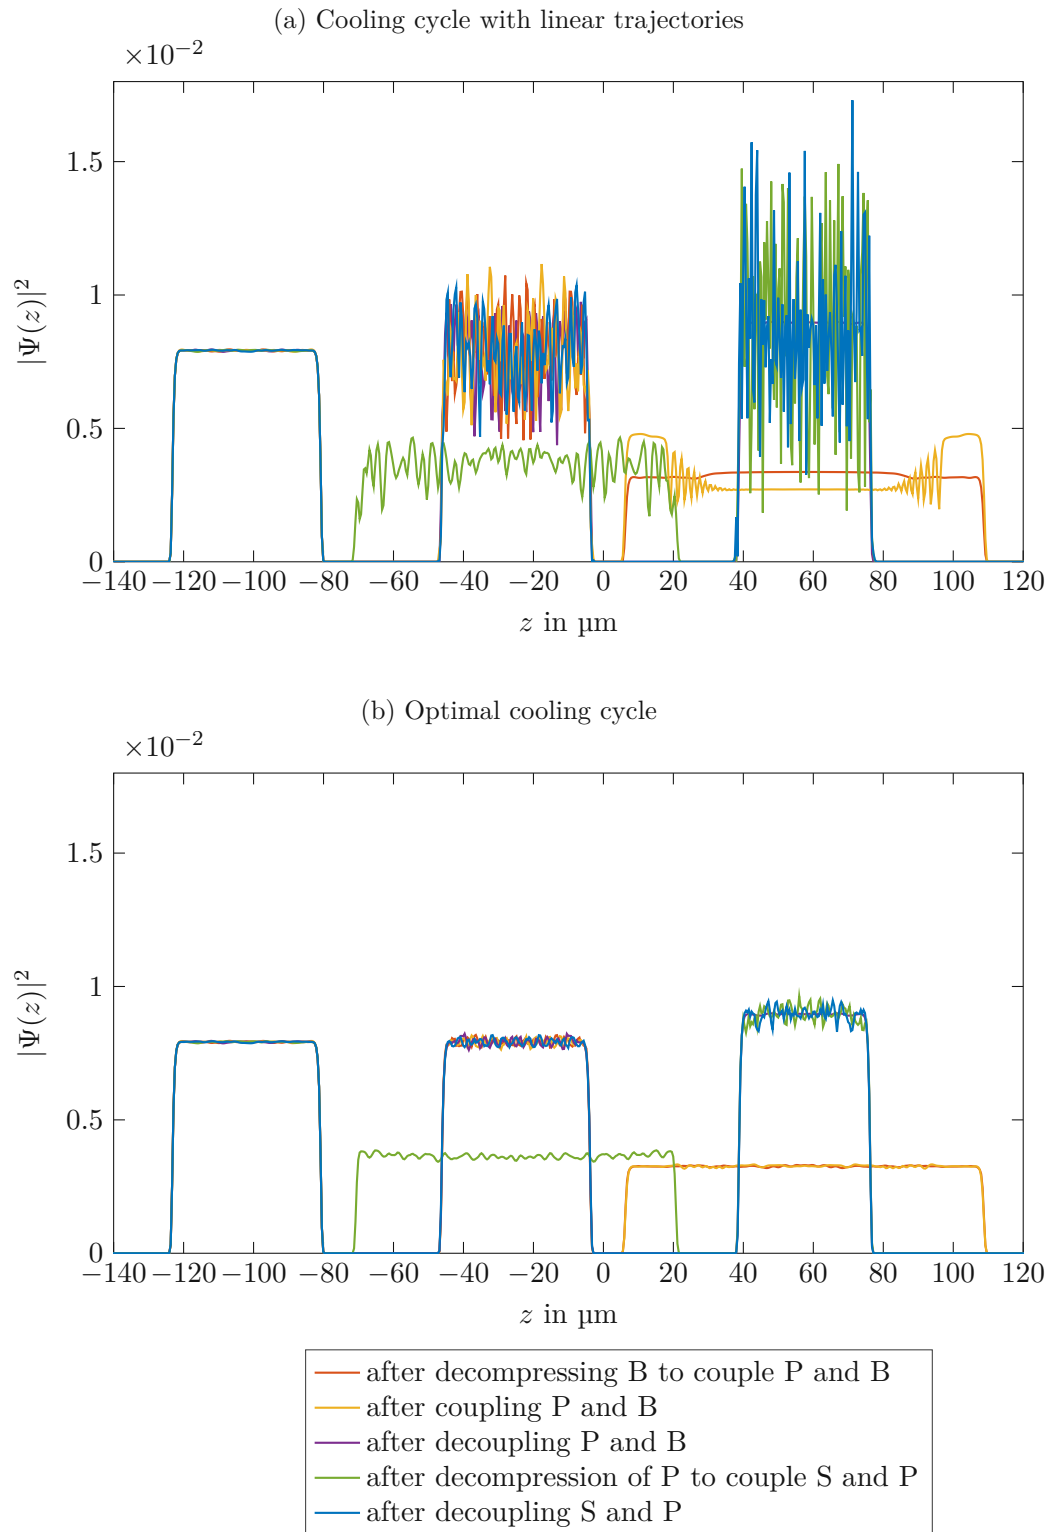 (a) Cooling cycle with linear trajectories
×10⁻²
1.5
1
0.5
0
|Ψ(z)|²
−140 −120 −100 −80 −60 −40 −20 0 20 40 60 80 100 120
z in µm
(b) Optimal cooling cycle
×10⁻²
1.5
1
0.5
0
|Ψ(z)|²
−140 −120 −100 −80 −60 −40 −20 0 20 40 60 80 100 120
z in µm
after decompressing B to couple P and B
after coupling P and B
after decoupling P and B
after decompression of P to couple S and P
after decoupling S and P